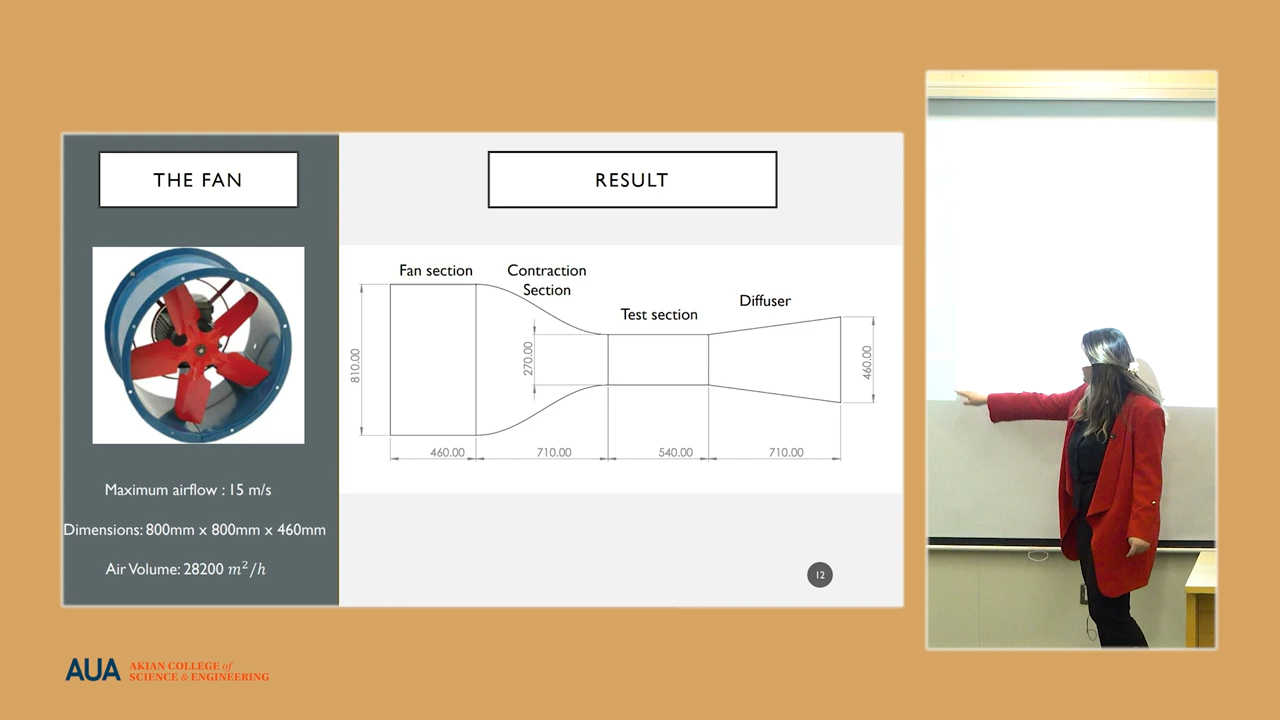 THE FAN
Maximum airflow : 15 m/s
Dimensions: 800mm x 800mm x 460mm
Air Volume: 28200 m²/h
RESULT
Fan section
Contraction
Section
Test section
Diffuser
810.00
270.00
460.00
460.00
710.00
540.00
710.00
12
AUA AKIAN COLLEGE of
SCIENCE & ENGINEERING